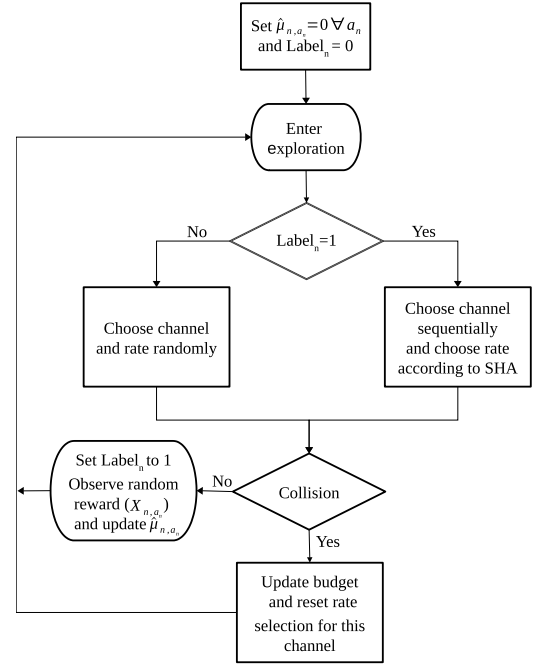 Set μ̂ n,aₙ =0 ∀ aₙ
and Labelₙ = 0
Enter
exploration
Labelₙ=1
No
Yes
Choose channel
and rate randomly
Choose channel
sequentially
and choose rate
according to SHA
Set Labelₙ to 1
Observe random
reward (X n,aₙ)
and update μ̂ n,aₙ
No
Collision
Yes
Update budget
and reset rate
selection for this
channel